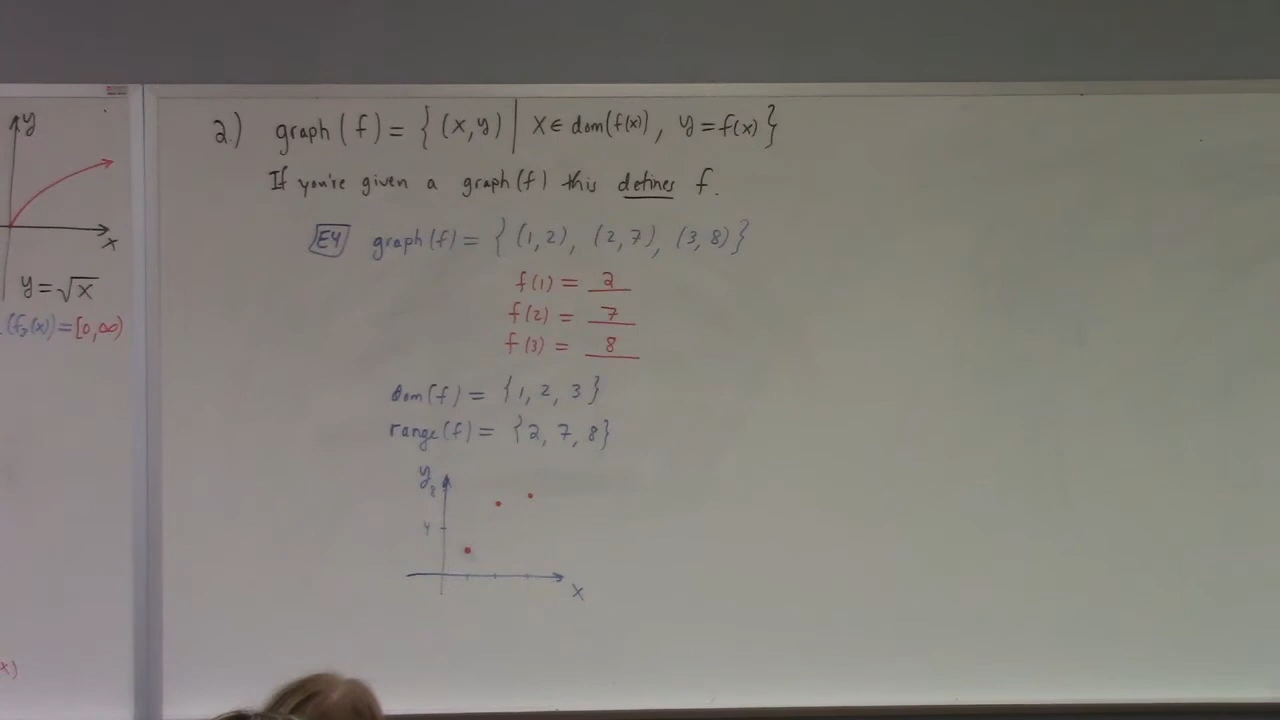 y
x
y = √x
(f₂(x)) = [0, ∞)
x)
2.) graph(f) = { (x,y) | x ∈ dom(f(x)), y = f(x) }
If you're given a graph(f) this defines f.
E4 graph(f) = { (1,2), (2,7), (3,8) }
f(1) = 2
f(2) = 7
f(3) = 8
dom(f) = {1, 2, 3}
range(f) = {2, 7, 8}
y
8
4
x